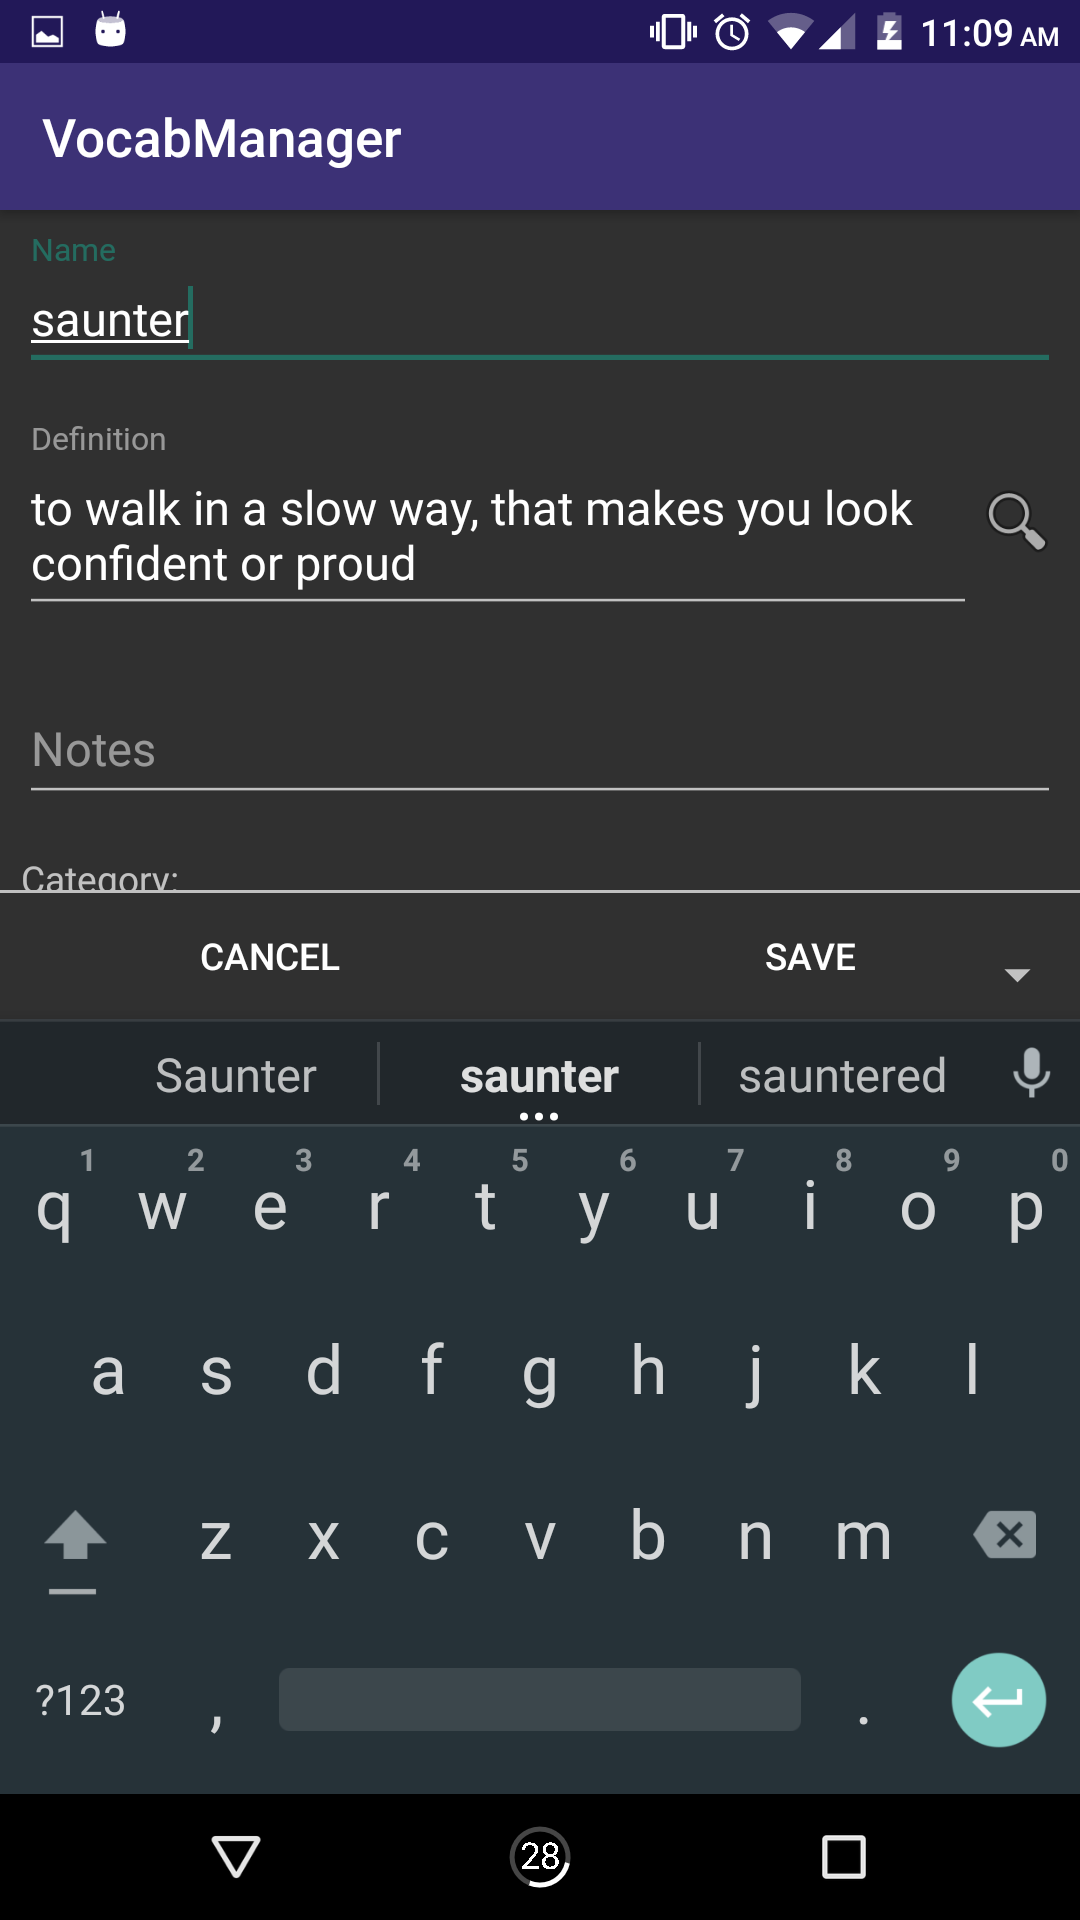 11:09 AM
VocabManager
Name
saunter
Definition
to walk in a slow way, that makes you look
confident or proud
Notes
Category:
CANCEL SAVE
Saunter saunter sauntered
1 2 3 4 5 6 7 8 9 0
q w e r t y u i o p
a s d f g h j k l
z x c v b n m
?123 , .
28